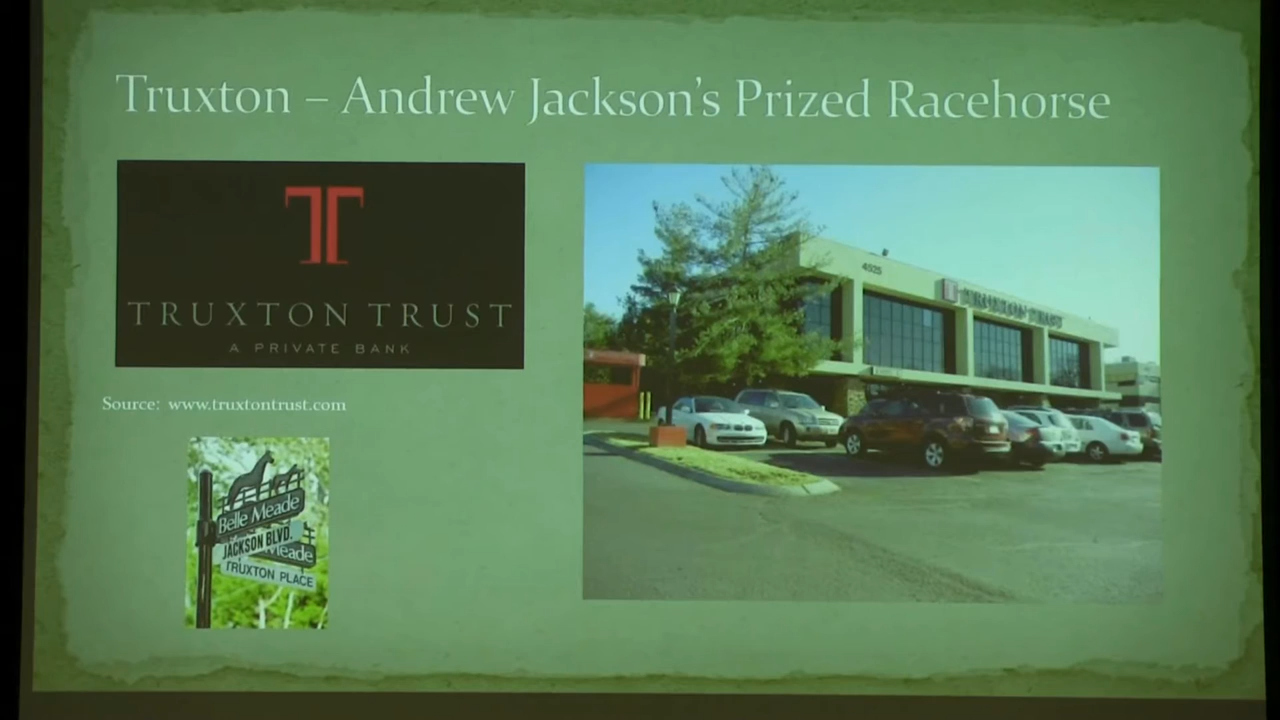 Truxton – Andrew Jackson's Prized Racehorse
TRUXTON TRUST
A PRIVATE BANK
Source: www.truxtontrust.com
Belle Meade
JACKSON BLVD.
Meade
TRUXTON PLACE
4525
TRUXTON TRUST